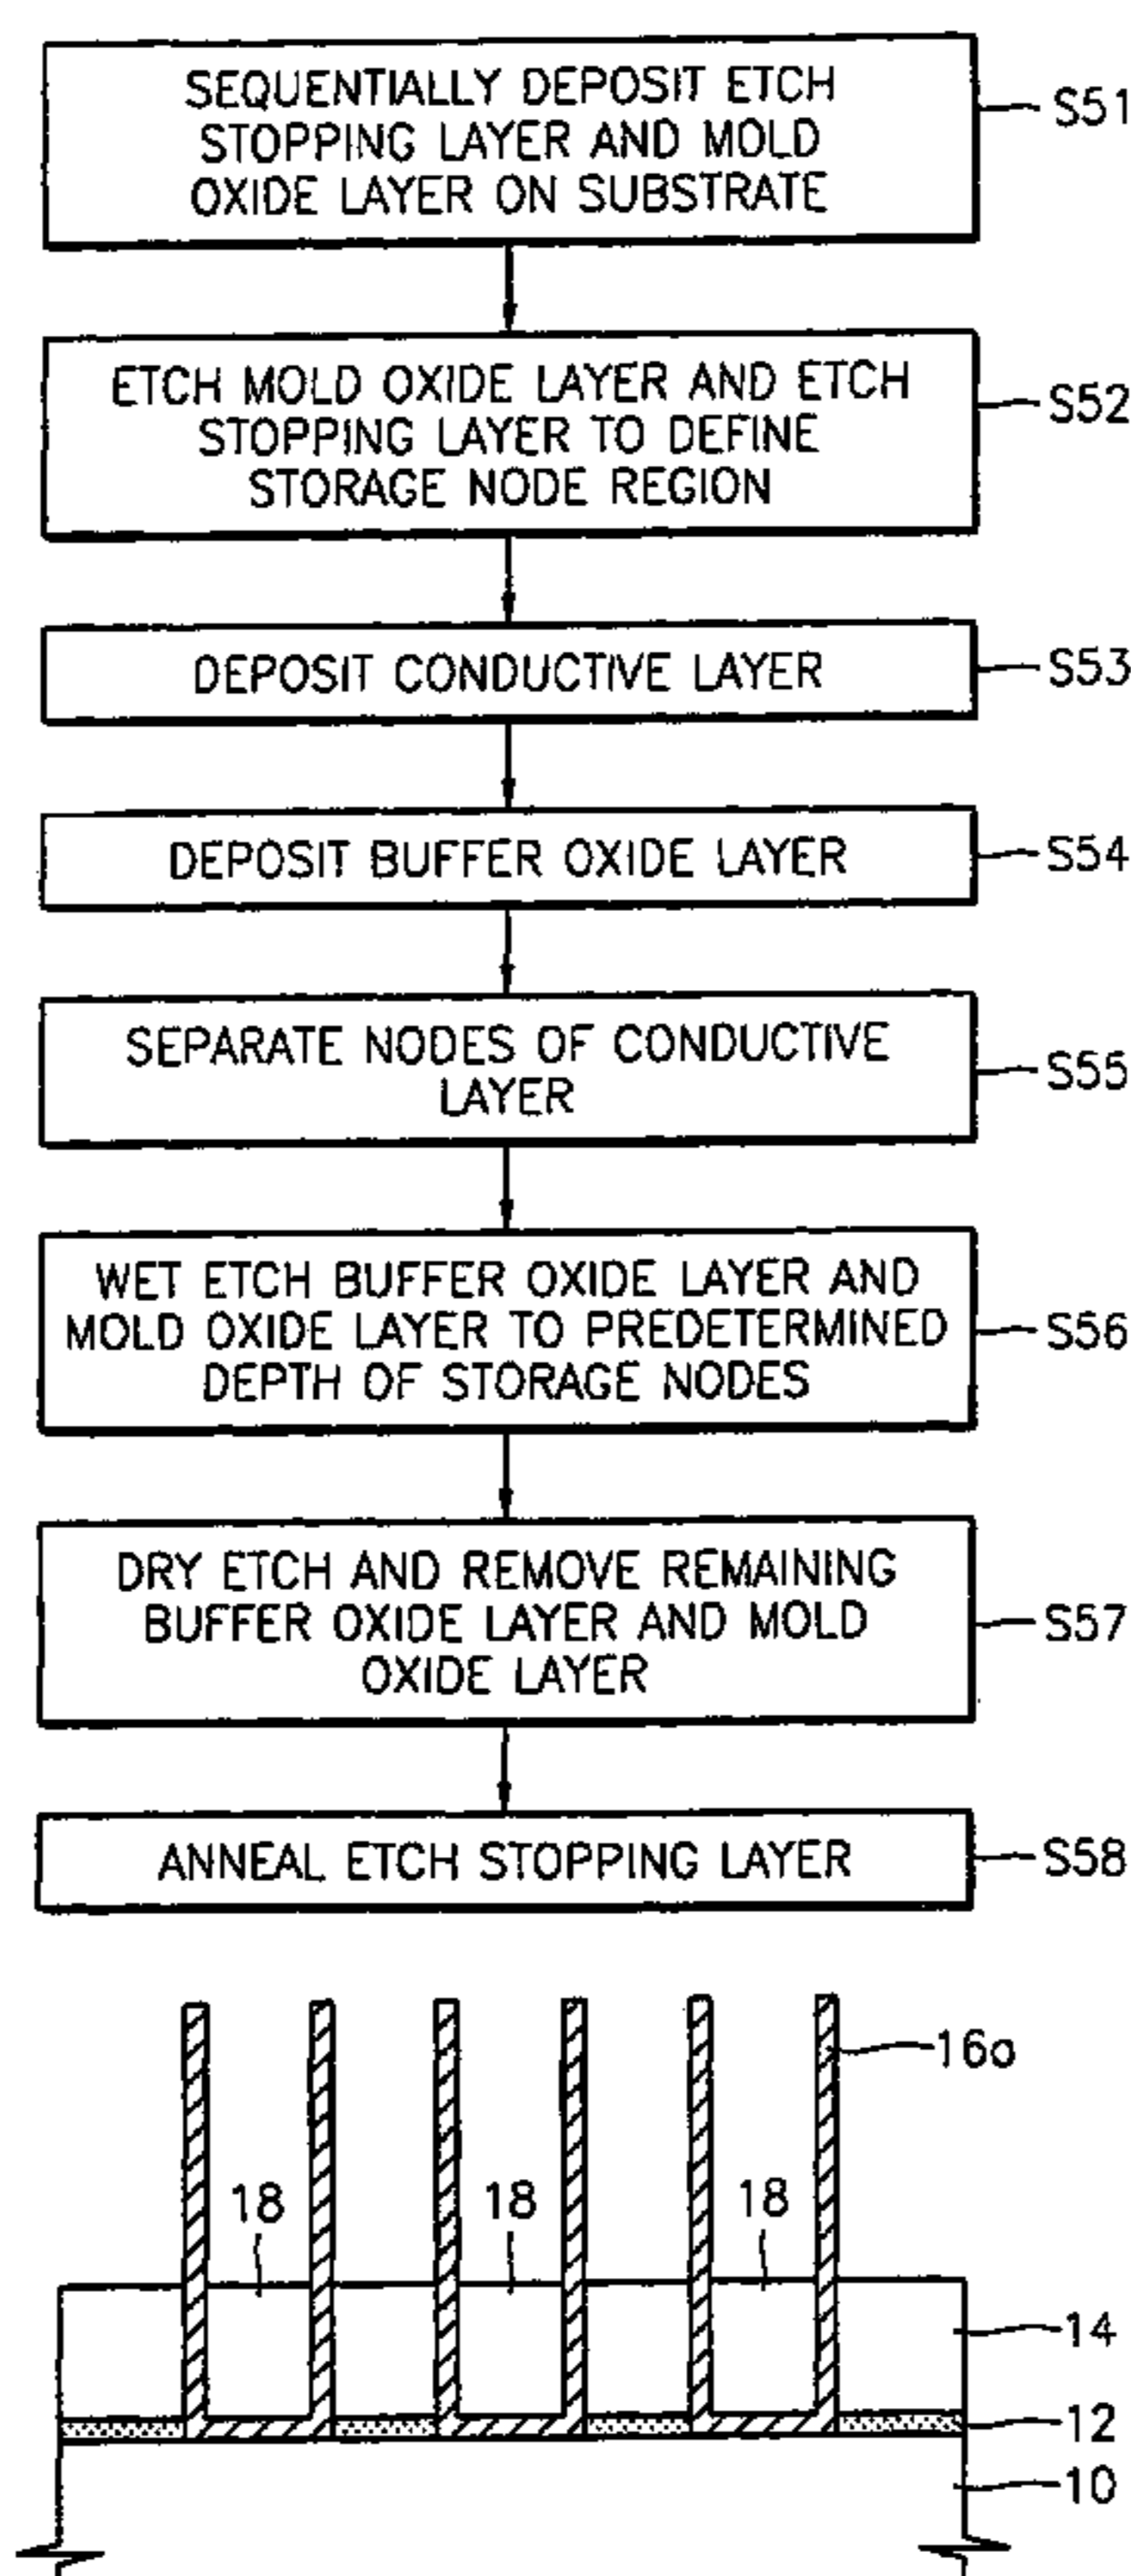 SEQUENTIALLY DEPOSIT ETCH
STOPPING LAYER AND MOLD
OXIDE LAYER ON SUBSTRATE
S51
ETCH MOLD OXIDE LAYER AND ETCH
STOPPING LAYER TO DEFINE
STORAGE NODE REGION
S52
DEPOSIT CONDUCTIVE LAYER
S53
DEPOSIT BUFFER OXIDE LAYER
S54
SEPARATE NODES OF CONDUCTIVE
LAYER
S55
WET ETCH BUFFER OXIDE LAYER AND
MOLD OXIDE LAYER TO PREDETERMINED
DEPTH OF STORAGE NODES
S56
DRY ETCH AND REMOVE REMAINING
BUFFER OXIDE LAYER AND MOLD
OXIDE LAYER
S57
ANNEAL ETCH STOPPING LAYER
S58
16a
18 18 18
14
12
10